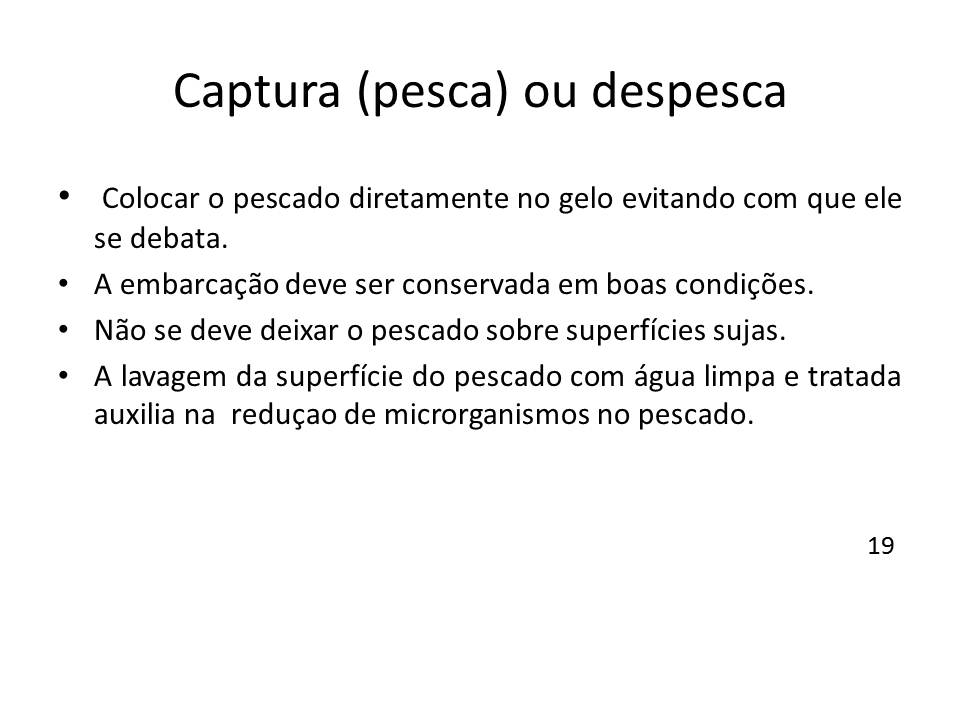 Captura (pesca) ou despesca
• Colocar o pescado diretamente no gelo evitando com que ele
se debata.
• A embarcação deve ser conservada em boas condições.
• Não se deve deixar o pescado sobre superfícies sujas.
• A lavagem da superfície do pescado com água limpa e tratada
auxilia na  reduçao de microrganismos no pescado.
19